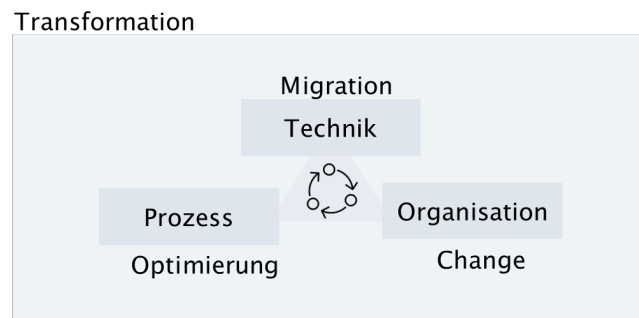 Transformation
Migration
Technik
Prozess
Organisation
Optimierung
Change